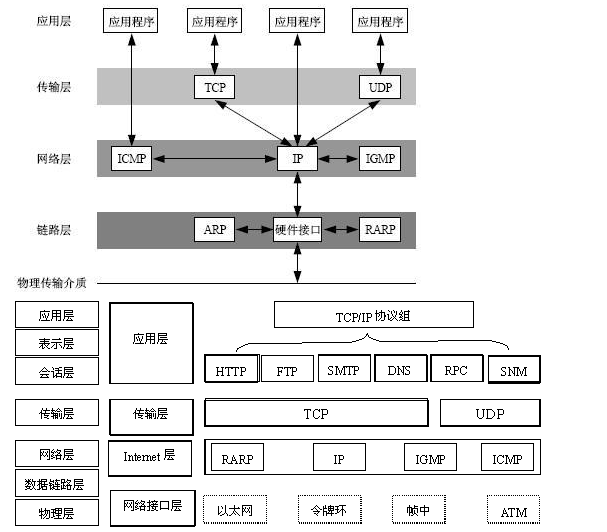 应用层 应用程序 应用程序 应用程序 应用程序
传输层 TCP UDP
网络层 ICMP IP IGMP
链路层 ARP 硬件接口 RARP
物理传输介质
应用层 应用层 TCP/IP 协议组
表示层
会话层 HTTP FTP SMTP DNS RPC SNM
传输层 传输层 TCP UDP
网络层 Internet 层 RARP IP IGMP ICMP
数据链路层
物理层 网络接口层 以太网 令牌环 帧中 ATM